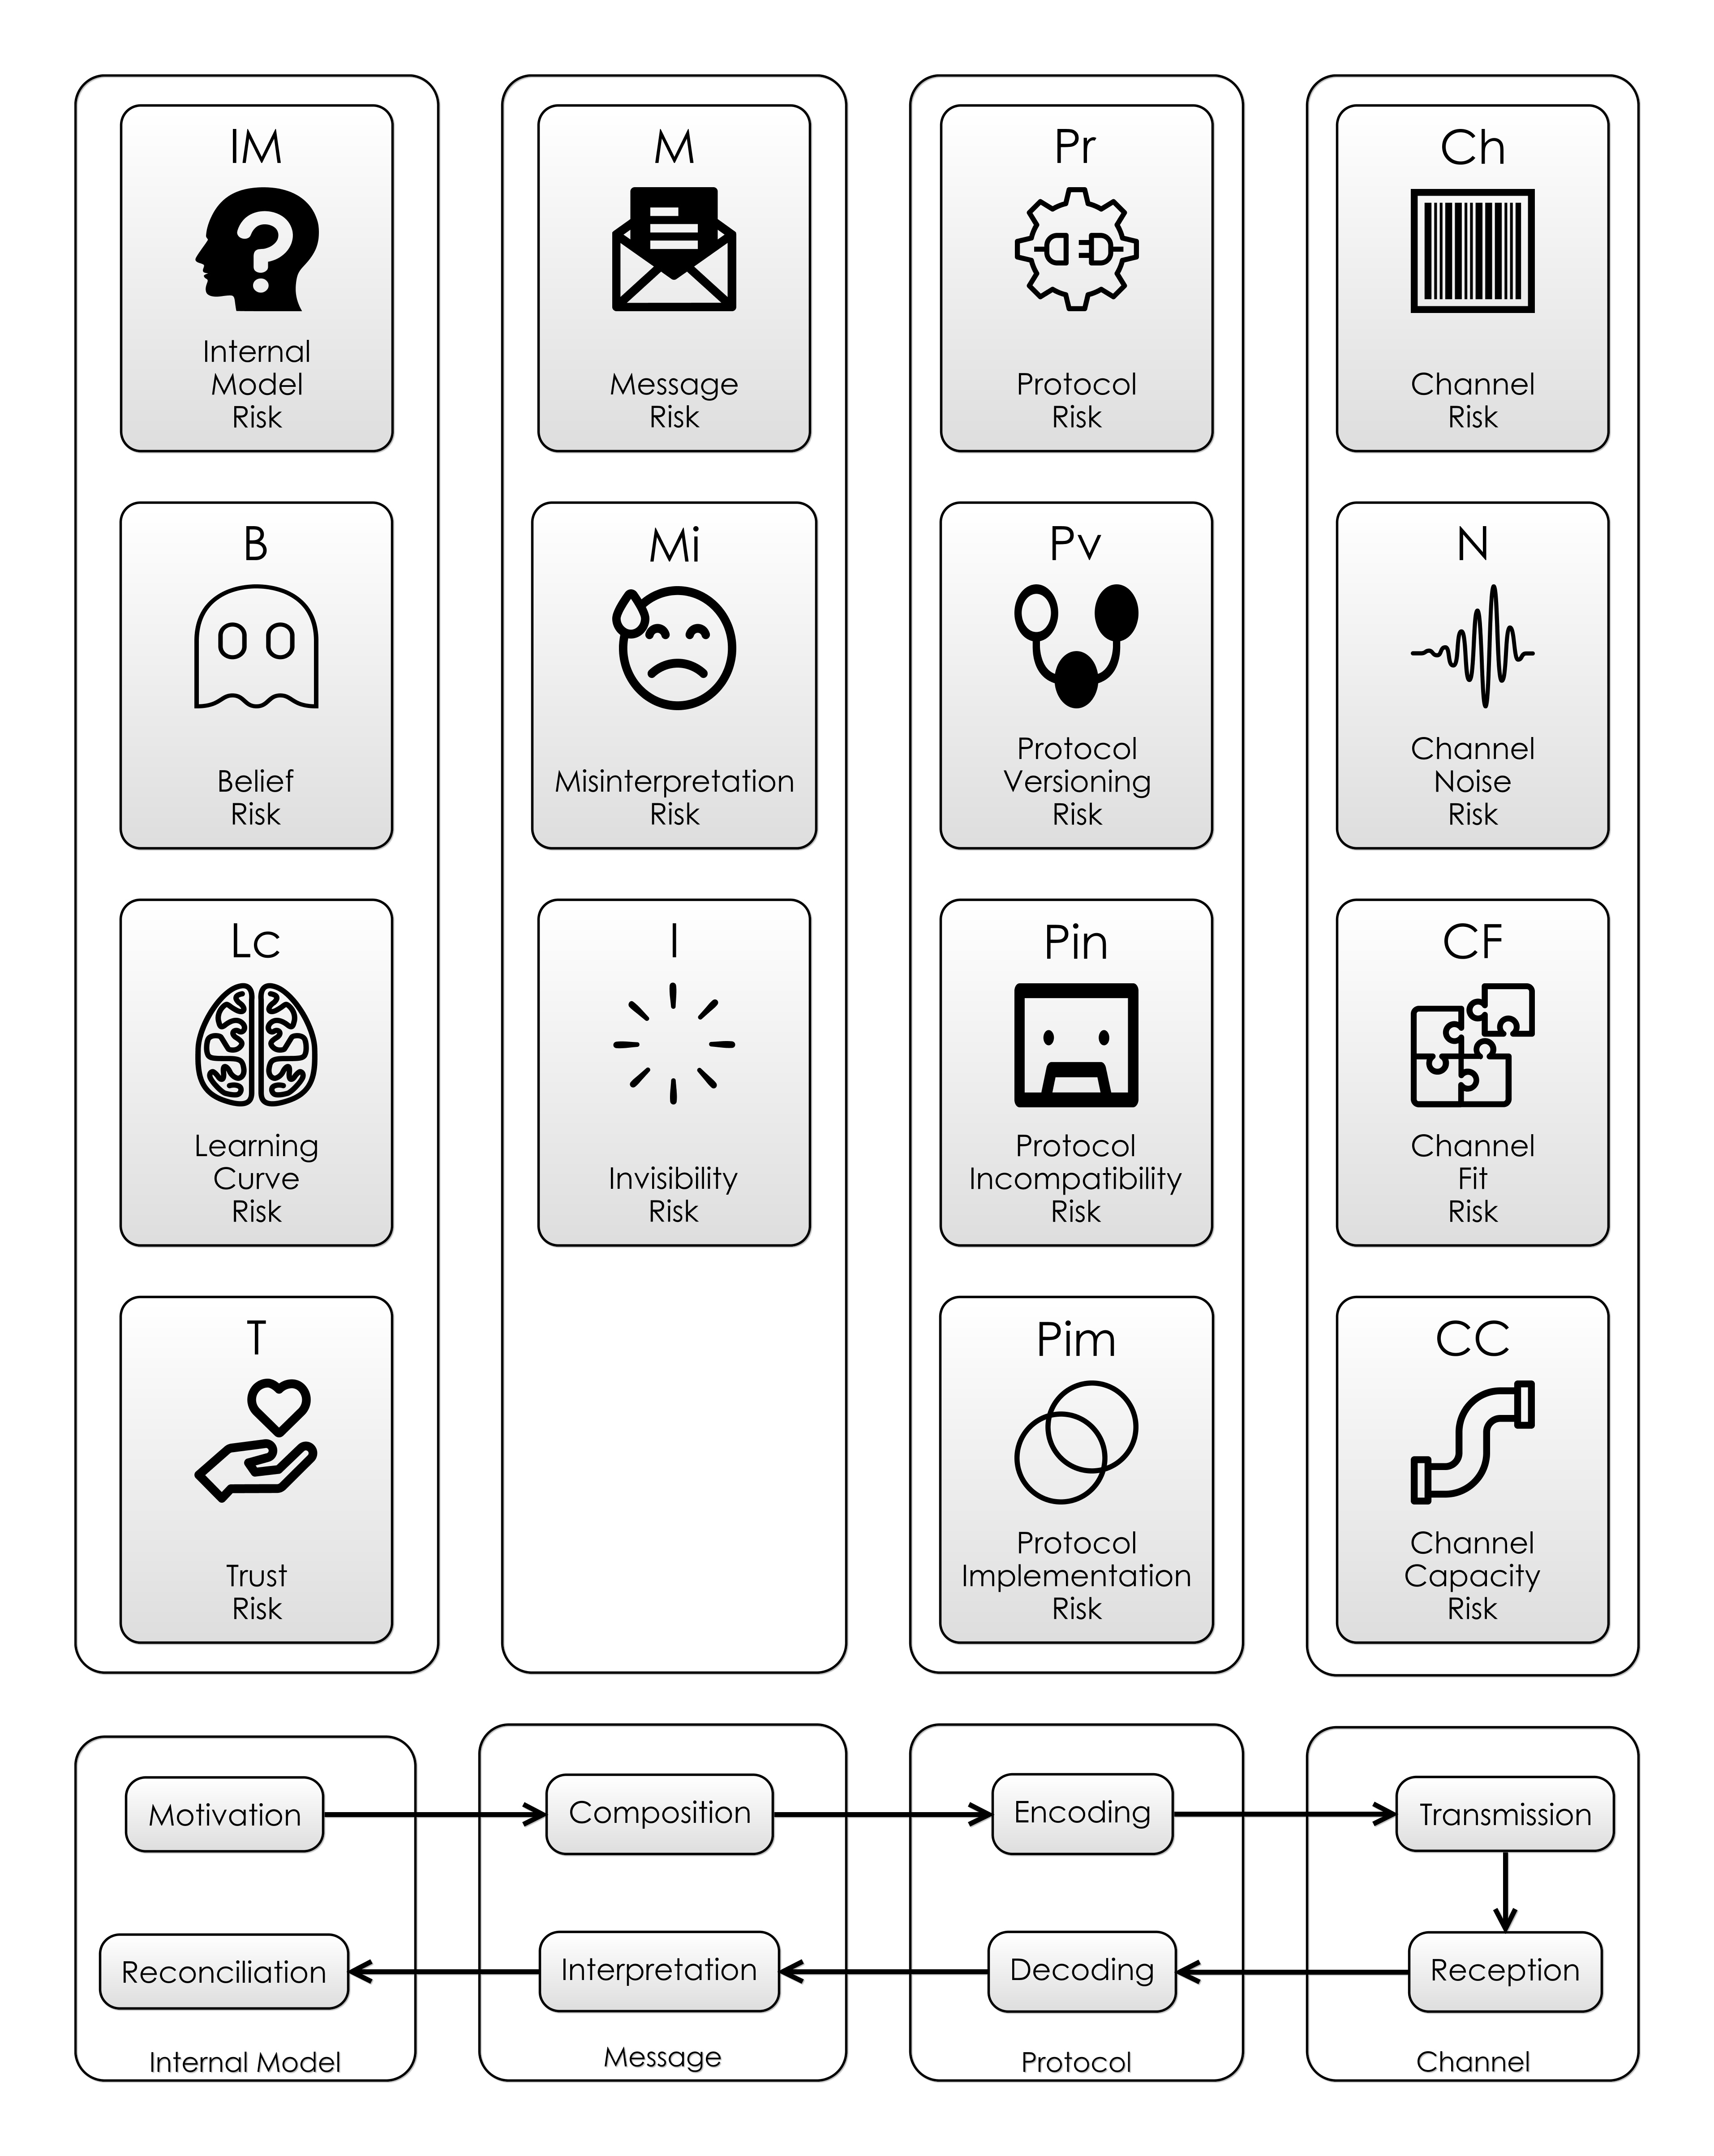 IM
Internal
Model
Risk
M
Message
Risk
Pr
Protocol
Risk
Ch
Channel
Risk
B
Belief
Risk
Mi
Misinterpretation
Risk
Pv
Protocol
Versioning
Risk
N
Channel
Noise
Risk
Lc
Learning
Curve
Risk
I
Invisibility
Risk
Pin
Protocol
Incompatibility
Risk
CF
Channel
Fit
Risk
T
Trust
Risk
Pim
Protocol
Implementation
Risk
CC
Channel
Capacity
Risk
Motivation
Composition
Encoding
Transmission
Reconciliation
Interpretation
Decoding
Reception
Internal Model
Message
Protocol
Channel